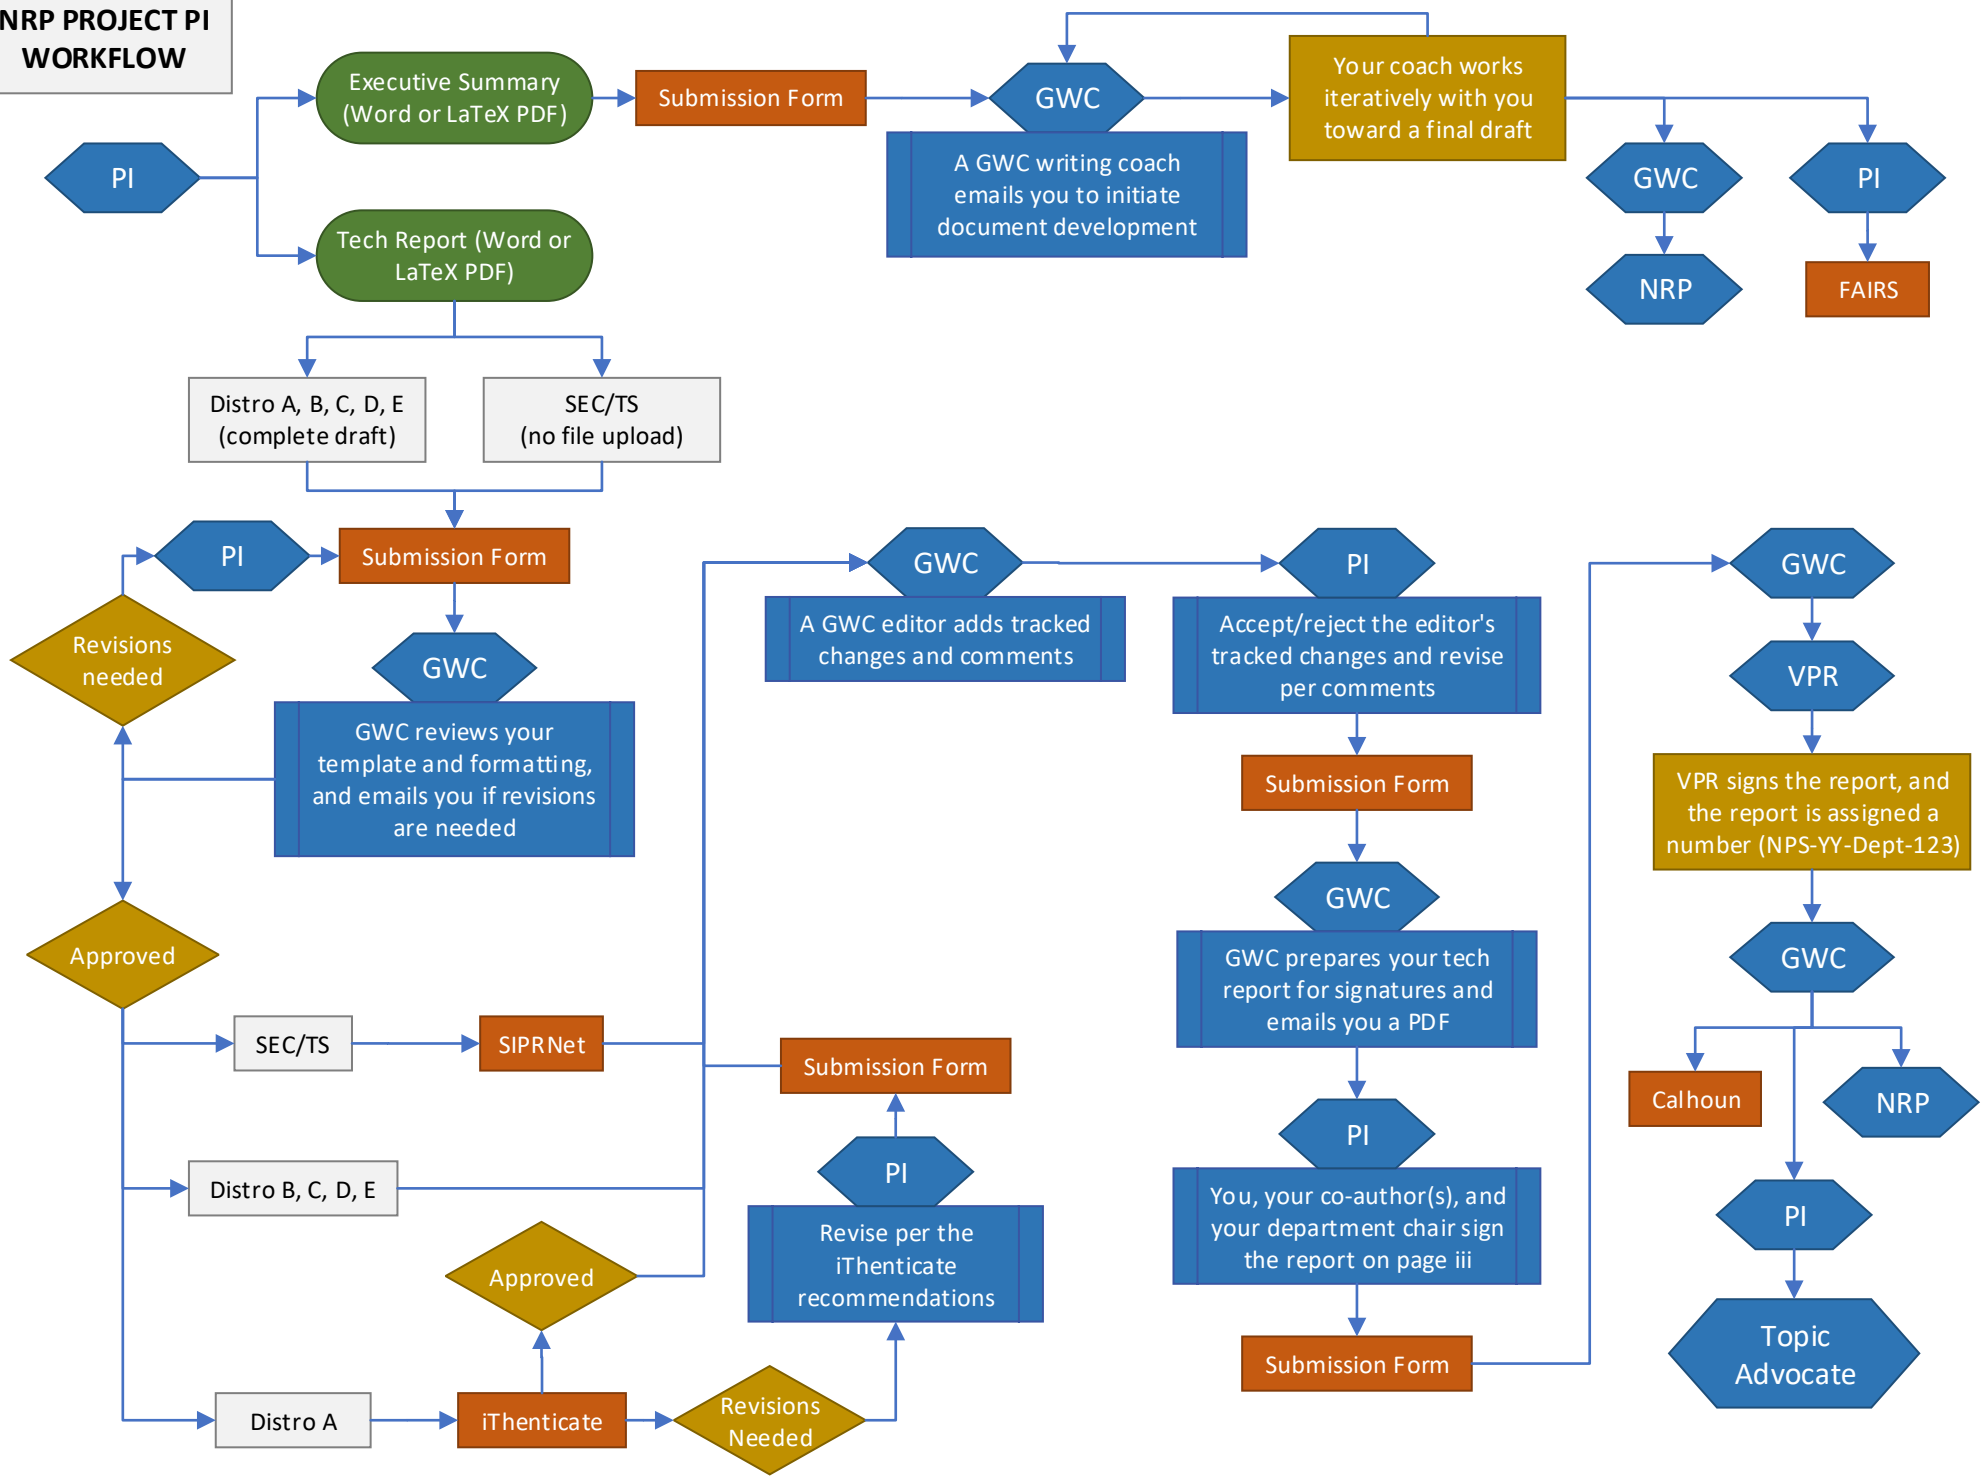 NRP PROJECT PI
WORKFLOW
PI
Executive Summary
(Word or LaTeX PDF)
Submission Form
GWC
A GWC writing coach
emails you to initiate
document development
Your coach works
iteratively with you
toward a final draft
GWC
NRP
PI
FAIRS
Tech Report (Word or
LaTeX PDF)
Distro A, B, C, D, E
(complete draft)
SEC/TS
(no file upload)
PI
Submission Form
Revisions
needed
GWC
GWC reviews your
template and formatting,
and emails you if revisions
are needed
Approved
SEC/TS
SIPRNet
Distro B, C, D, E
Distro A
iThenticate
Approved
Revisions
Needed
Revise per the
iThenticate
recommendations
PI
Submission Form
GWC
A GWC editor adds tracked
changes and comments
PI
Accept/reject the editor's
tracked changes and revise
per comments
Submission Form
GWC
GWC prepares your tech
report for signatures and
emails you a PDF
PI
You, your co-author(s), and
your department chair sign
the report on page iii
Submission Form
GWC
VPR
VPR signs the report, and
the report is assigned a
number (NPS-YY-Dept-123)
GWC
Calhoun
NRP
PI
Topic
Advocate